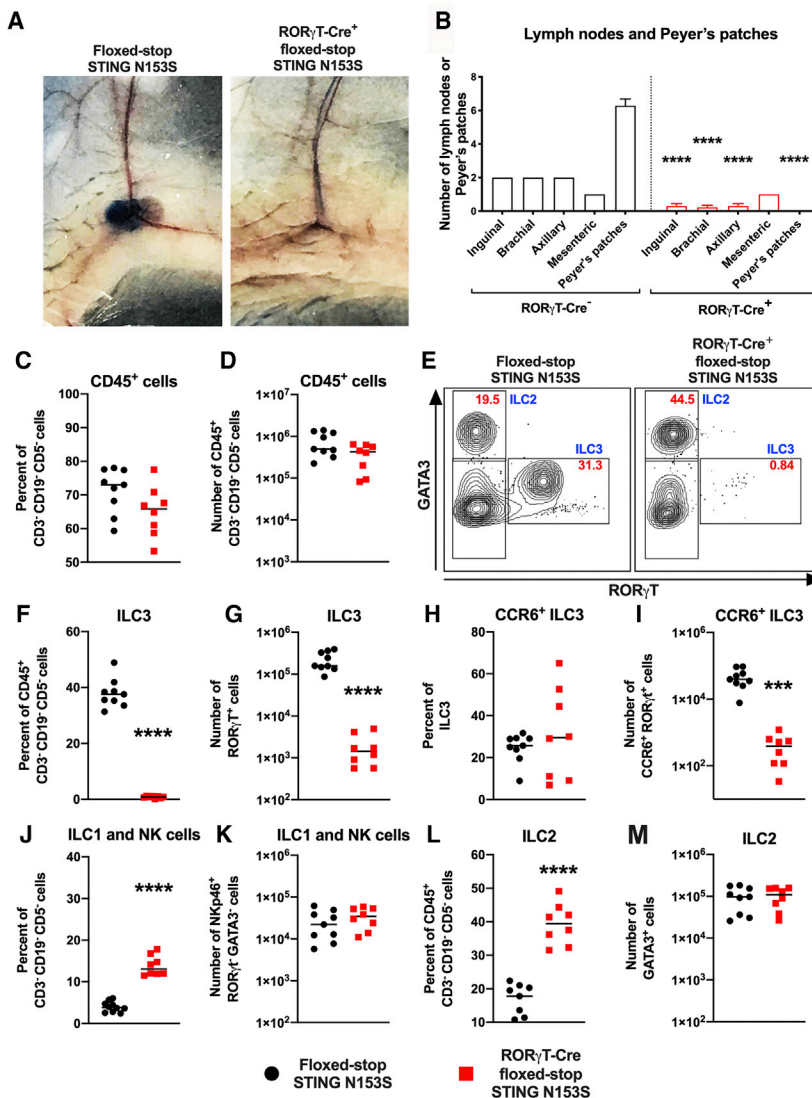 A
Floxed-stop
STING N153S
RORγT-Cre⁺
floxed-stop
STING N153S
B
Lymph nodes and Peyer's patches
Number of lymph nodes or
Peyer's patches
8
6
4
2
0
****
****
****
****
Inguinal
Brachial
Axillary
Mesenteric
Peyer's patches
Inguinal
Brachial
Axillary
Mesenteric
Peyer's patches
RORγT-Cre⁻
RORγT-Cre⁺
C
CD45⁺ cells
Percent of
CD3⁻ CD19⁻ CD5⁻ cells
100
90
80
70
60
50
D
CD45⁺ cells
Number of CD45⁺
CD3⁻ CD19⁻ CD5⁻ cells
1×10⁷
1×10⁶
1×10⁵
1×10⁴
1×10³
E
Floxed-stop
STING N153S
RORγT-Cre⁺
floxed-stop
STING N153S
19.5
ILC2
ILC3
31.3
44.5
ILC2
ILC3
0.84
GATA3
RORγT
F
ILC3
Percent of CD45⁺
CD3⁻ CD19⁻ CD5⁻ cells
60
40
20
0
****
G
ILC3
Number of
RORγT⁺ cells
1×10⁶
1×10⁵
1×10⁴
1×10³
1×10²
****
H
CCR6⁺ ILC3
Percent of
ILC3
80
60
40
20
0
I
CCR6⁺ ILC3
Number of
CCR6⁺ RORγt⁺ cells
1×10⁶
1×10⁴
1×10²
***
J
ILC1 and NK cells
Percent of CD45⁺
CD3⁻ CD19⁻ CD5⁻ cells
40
30
20
10
0
****
K
ILC1 and NK cells
Number of NKp46⁺
RORγt⁻ GATA3⁻ cells
1×10⁶
1×10⁵
1×10⁴
1×10³
1×10²
L
ILC2
Percent of CD45⁺
CD3⁻ CD19⁻ CD5⁻ cells
60
50
40
30
20
10
****
M
ILC2
Number of
GATA3⁺ cells
1×10⁶
1×10⁵
1×10⁴
1×10³
1×10²
Floxed-stop
STING N153S
RORγT-Cre
floxed-stop
STING N153S